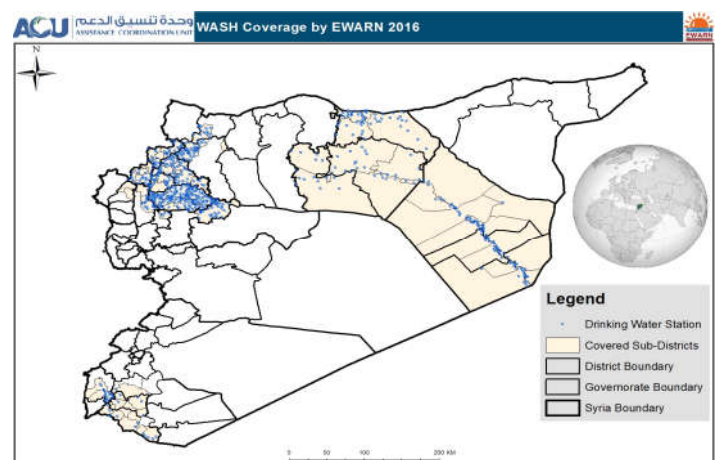 ACU
وحدة تنسيق الدعم
ASSISTANCE COORDINATION UNIT
WASH Coverage by EWARN 2016
EWARN
N
Legend
Drinking Water Station
Covered Sub-Districts
District Boundary
Governorate Boundary
Syria Boundary
0 50 100 200 KM